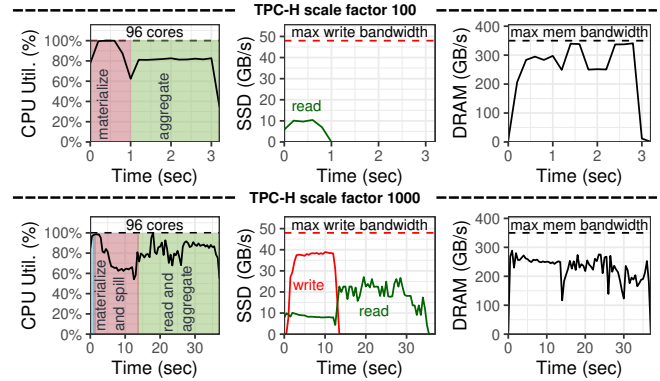 TPC-H scale factor 100
CPU Util. (%)
100%
80%
60%
40%
20%
0%
96 cores
materialize
aggregate
0 1 2 3
Time (sec)
SSD (GB/s)
50
40
30
20
10
0
max write bandwidth
read
0 1 2 3
Time (sec)
DRAM (GB/s)
400
300
200
100
0
max mem bandwidth
0 1 2 3
Time (sec)
TPC-H scale factor 1000
CPU Util. (%)
100%
80%
60%
40%
20%
0%
96 cores
materialize
and spill
read and
aggregate
0 10 20 30
Time (sec)
SSD (GB/s)
50
40
30
20
10
0
max write bandwidth
write
read
0 10 20 30
Time (sec)
DRAM (GB/s)
400
300
200
100
0
max mem bandwidth
0 10 20 30
Time (sec)